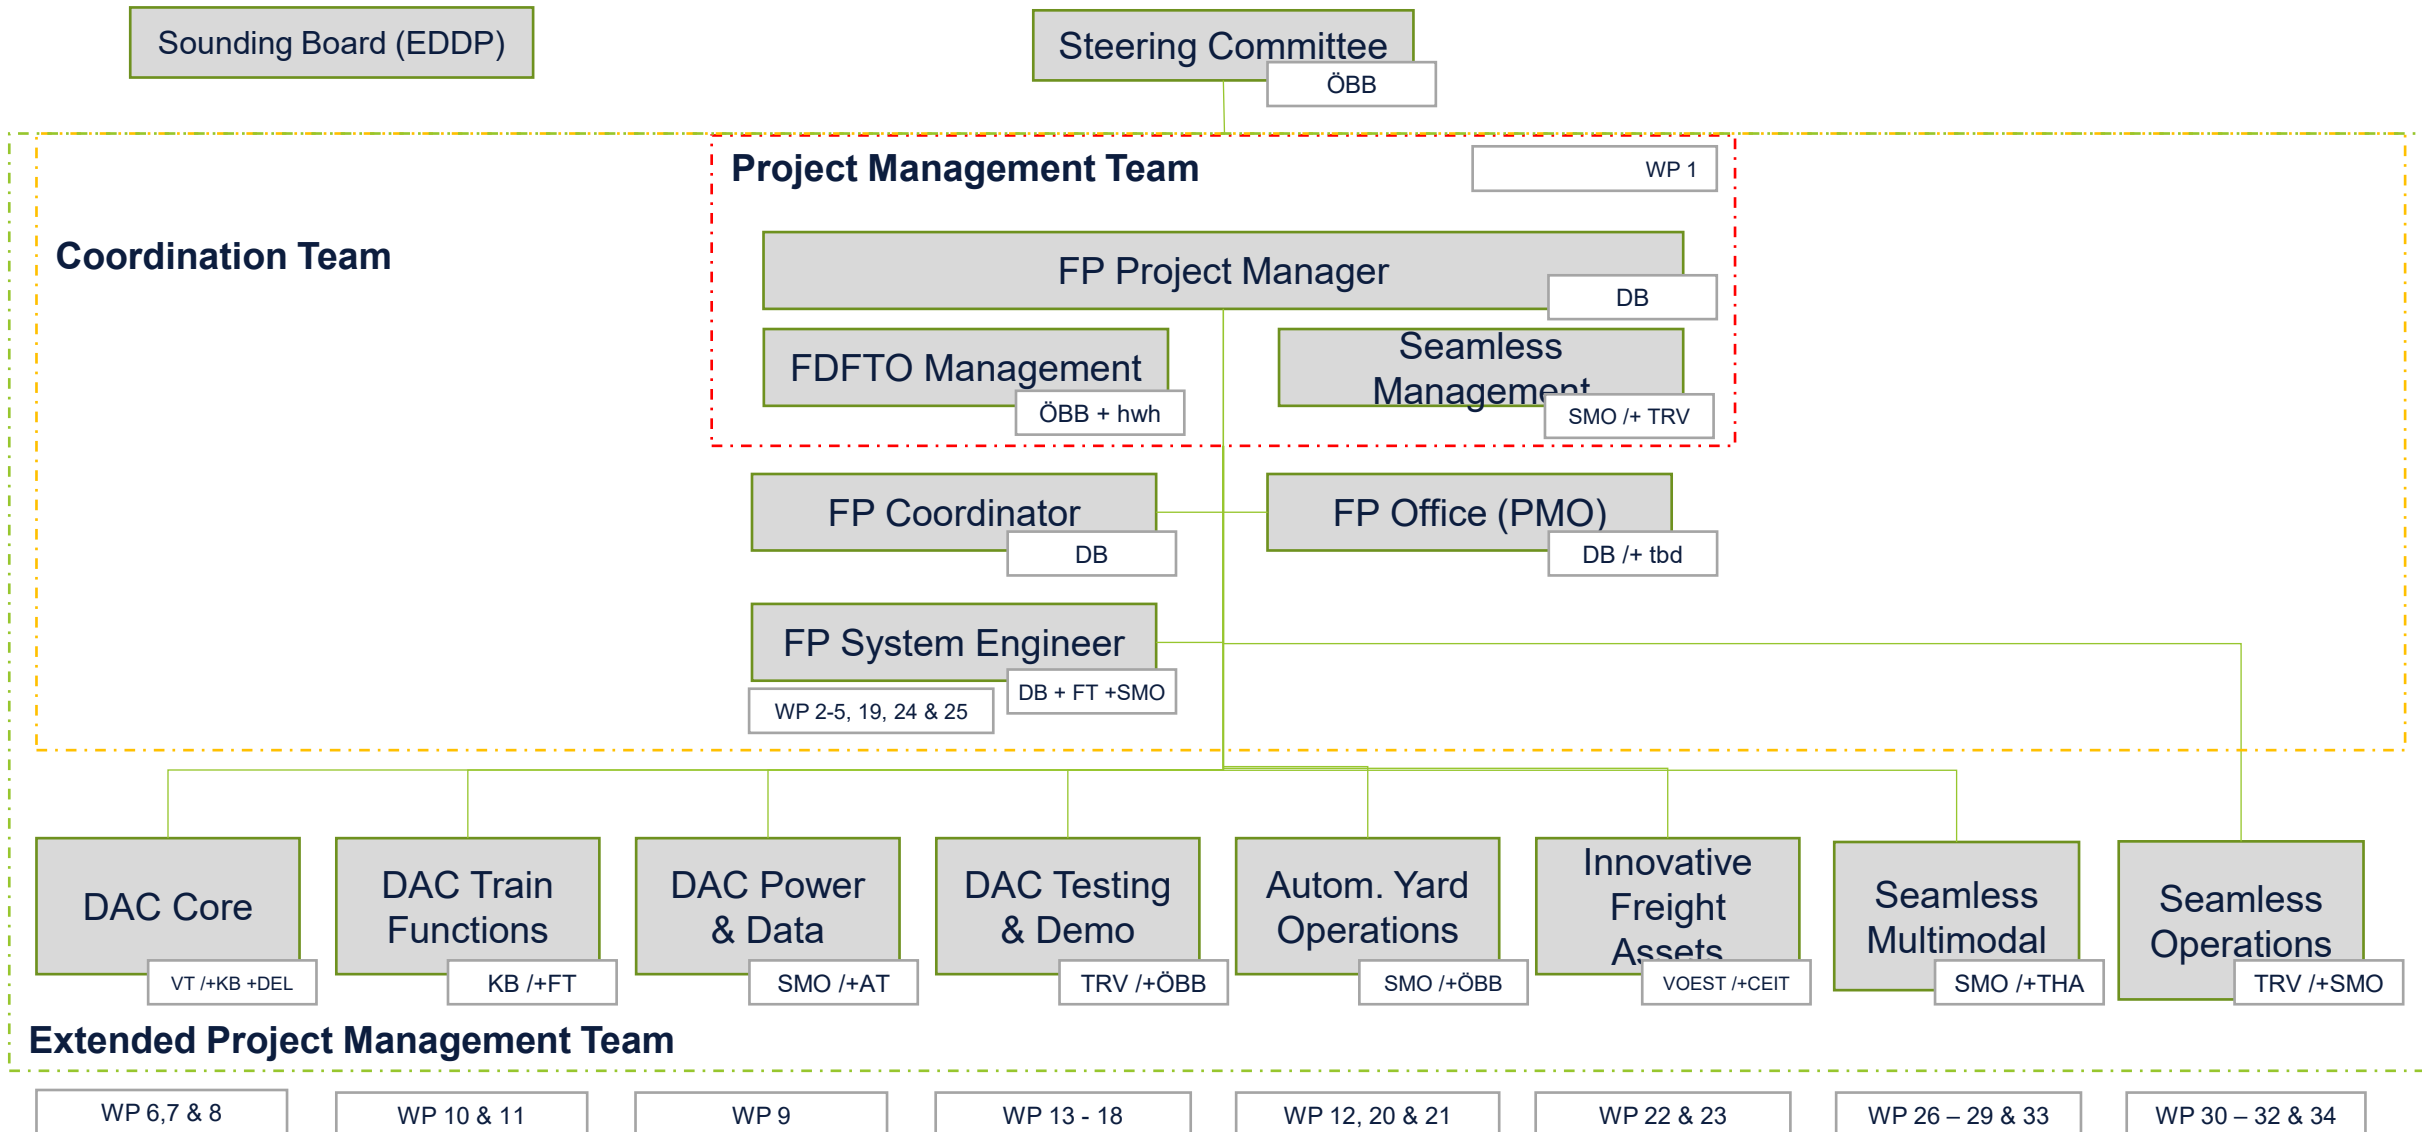 Sounding Board (EDDP)
Steering Committee
ÖBB
Project Management Team
WP 1
Coordination Team
FP Project Manager
DB
FDFTO Management
ÖBB + hwh
Seamless
Management
SMO /+ TRV
FP Coordinator
DB
FP Office (PMO)
DB /+ tbd
FP System Engineer
DB + FT +SMO
WP 2-5, 19, 24 & 25
DAC Core
VT /+KB +DEL
DAC Train
Functions
KB /+FT
DAC Power
& Data
SMO /+AT
DAC Testing
& Demo
TRV /+ÖBB
Autom. Yard
Operations
SMO /+ÖBB
Innovative
Freight
Assets
VOEST /+CEIT
Seamless
Multimodal
SMO /+THA
Seamless
Operations
TRV /+SMO
Extended Project Management Team
WP 6,7 & 8
WP 10 & 11
WP 9
WP 13 - 18
WP 12, 20 & 21
WP 22 & 23
WP 26 – 29 & 33
WP 30 – 32 & 34